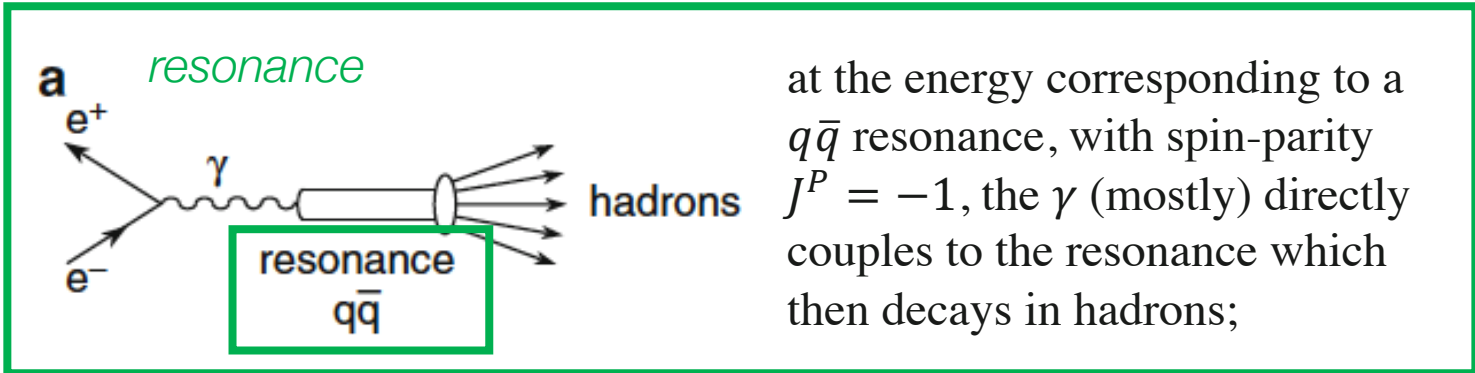 a
resonance
e+
γ
e−
resonance
qq̅
hadrons
at the energy corresponding to a
𝑞𝑞̅ resonance, with spin-parity
𝐽ᴾ = −1, the 𝛾 (mostly) directly
couples to the resonance which
then decays in hadrons;